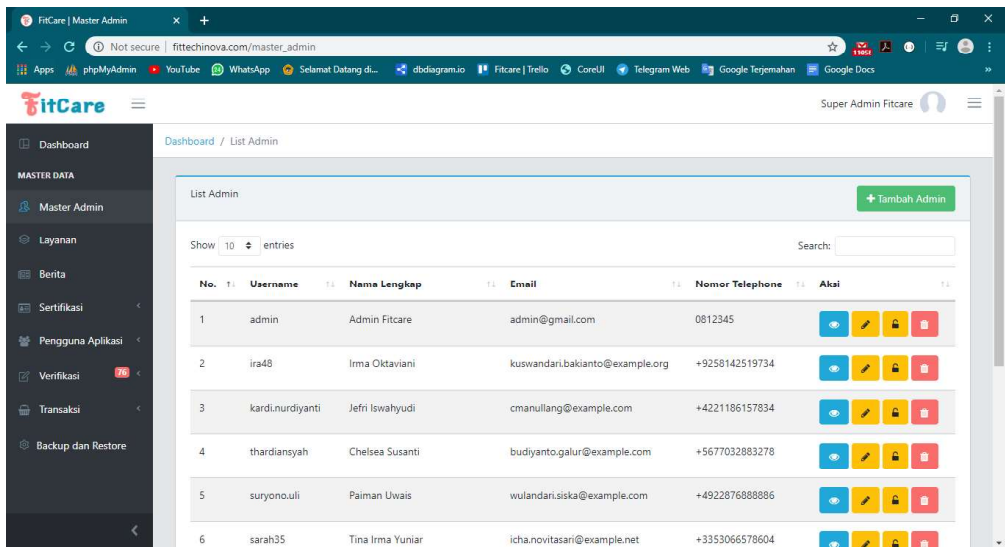 FitCare | Master Admin
Not secure | fittechinova.com/master_admin
Apps phpMyAdmin YouTube WhatsApp Selamat Datang di... dbdiagram.io Fitcare | Trello CoreUI Telegram Web Google Terjemahan Google Docs »
FitCare Super Admin Fitcare
Dashboard Dashboard / List Admin
MASTER DATA
List Admin + Tambah Admin
Master Admin
Layanan Show 10 entries Search:
Berita
No. Username Nama Lengkap Email Nomor Telephone Aksi
Sertifikasi
1 admin Admin Fitcare admin@gmail.com 0812345
Pengguna Aplikasi
2 ira48 Irma Oktaviani kuswandari.bakianto@example.org +9258142519734
Verifikasi 76
Transaksi
3 kardi.nurdiyanti Jefri Iswahyudi cmanullang@example.com +4221186157834
Backup dan Restore
4 thardiansyah Chelsea Susanti budiyanto.galur@example.com +5677032883278
5 suryono.uli Paiman Uwais wulandari.siska@example.com +4922876888886
6 sarah35 Tina Irma Yuniar icha.novitasari@example.net +3353066578604